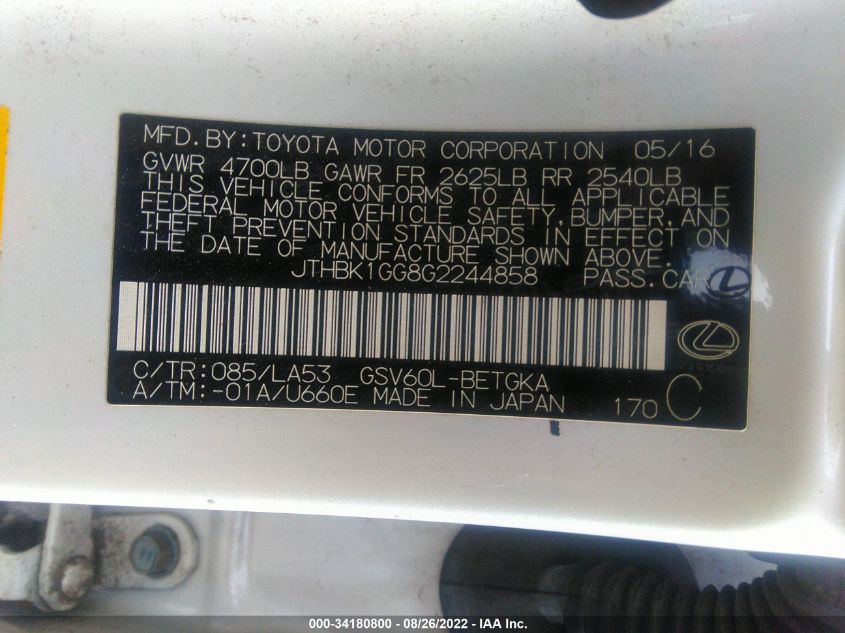 MFD. BY: TOYOTA MOTOR CORPORATION 05/16
GVWR 4700LB GAWR FR 2625LB RR 2540LB
THIS VEHICLE CONFORMS TO ALL APPLICABLE
FEDERAL MOTOR VEHICLE SAFETY, BUMPER, AND
THEFT PREVENTION STANDARDS IN EFFECT ON
THE DATE OF MANUFACTURE SHOWN ABOVE.
JTHBK1GG8G2244858 PASS. CAR
C/TR: 085/LA53 GSV60L-BETGKA
A/TM: -01A/U660E MADE IN JAPAN 170 C
000-34180800 - 08/26/2022 - IAA Inc.